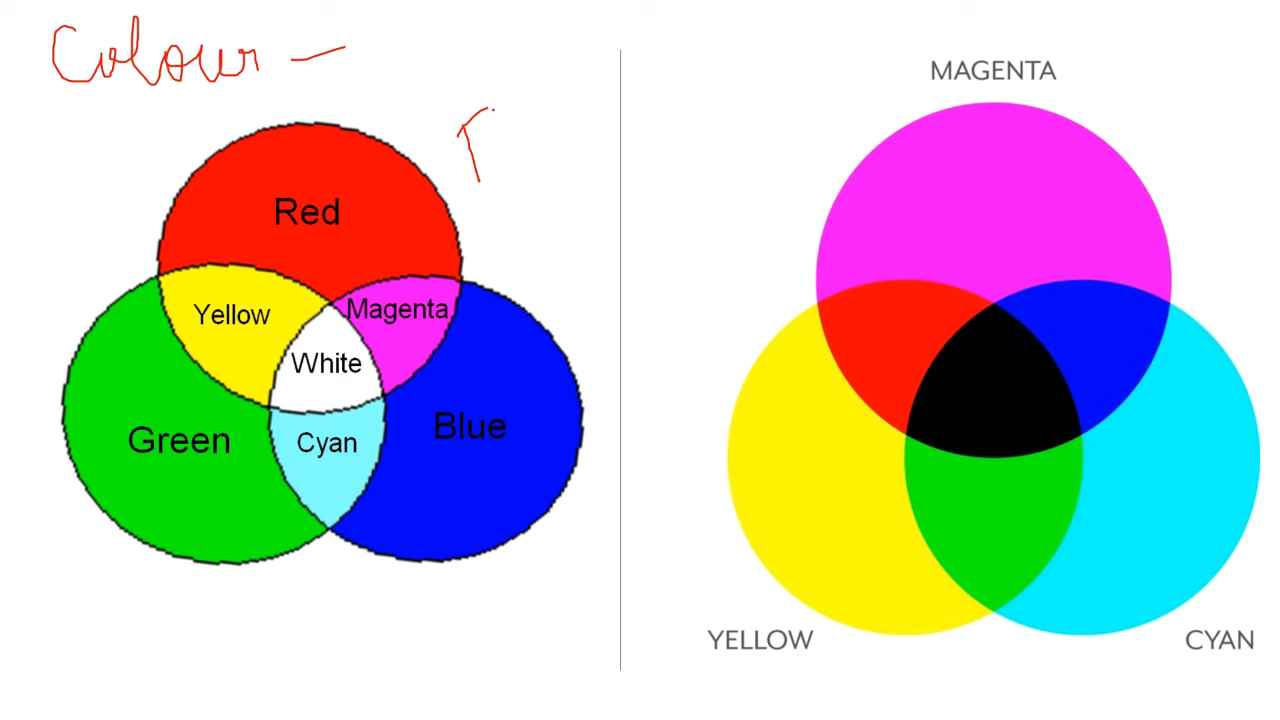 Colour —
Red
Yellow
Magenta
White
Green
Cyan
Blue
MAGENTA
YELLOW
CYAN